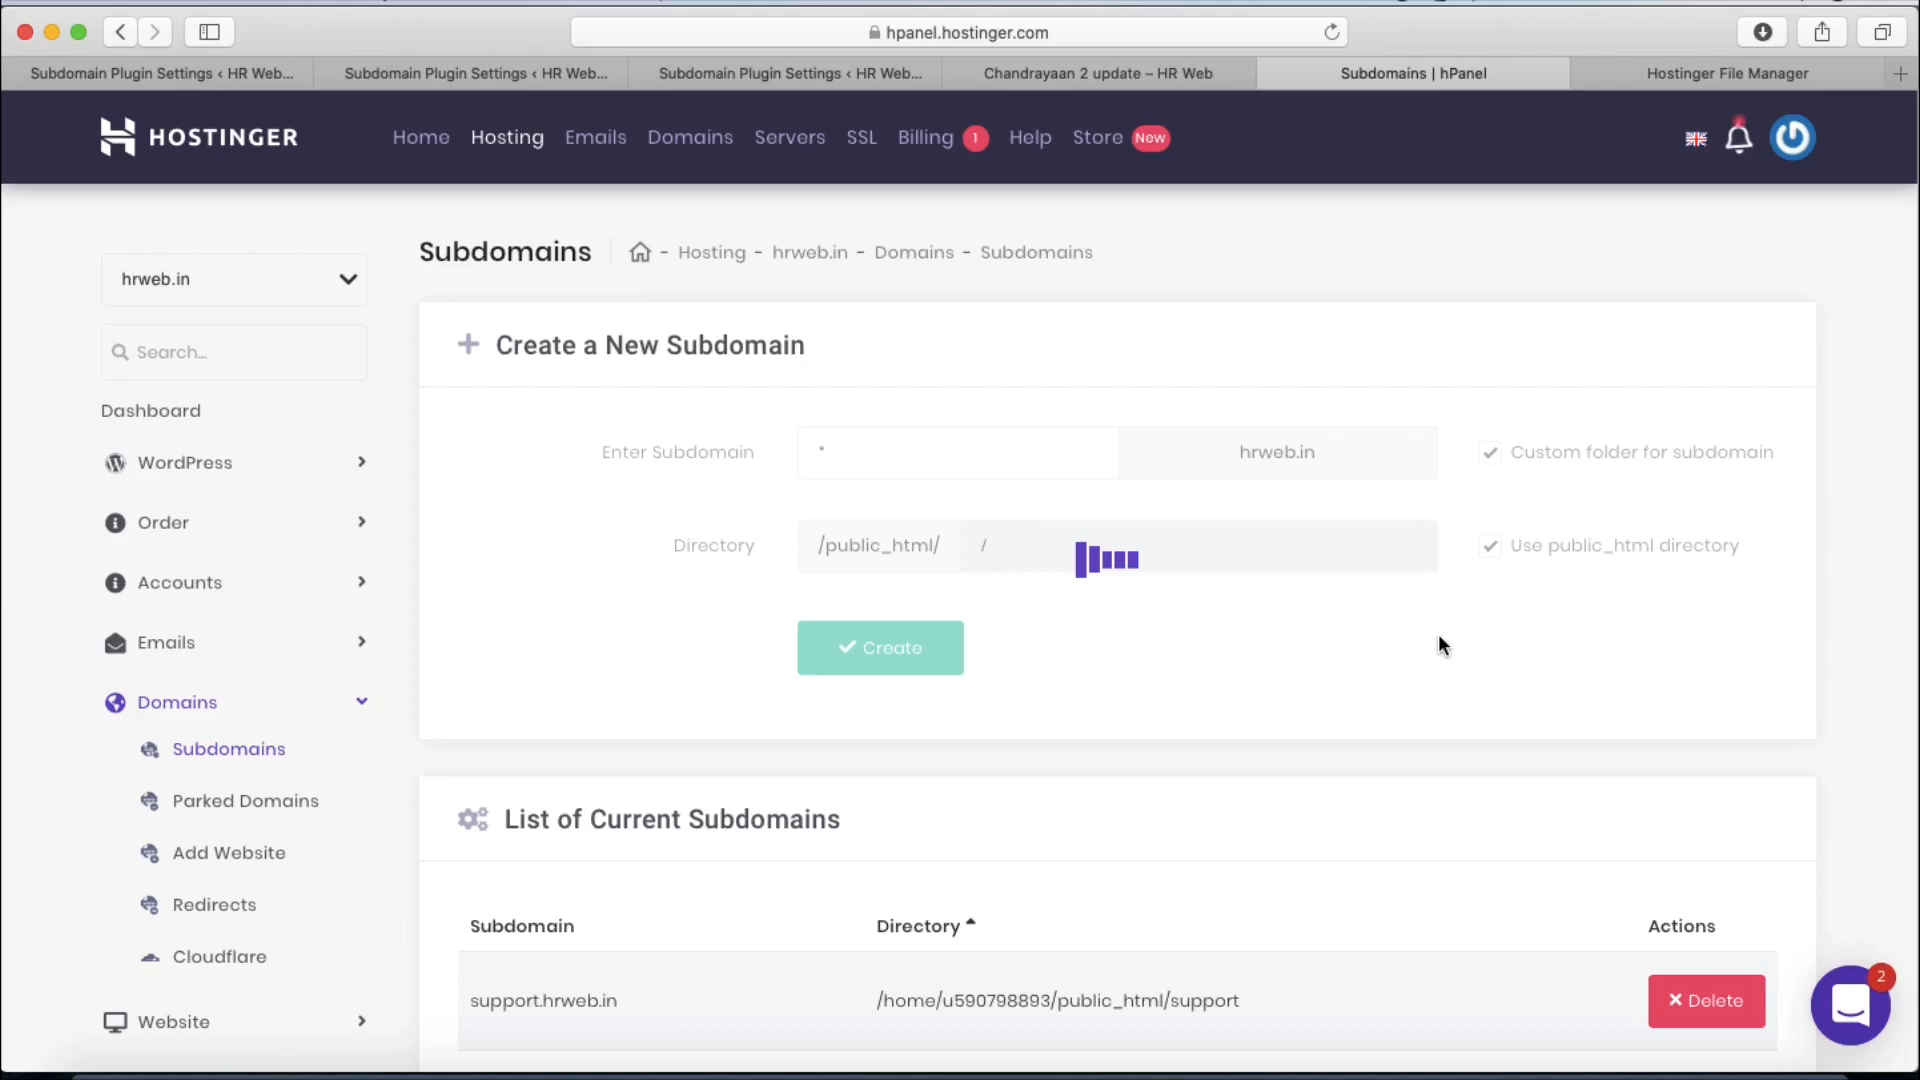 hpanel.hostinger.com
Subdomain Plugin Settings ‹ HR Web...
Subdomain Plugin Settings ‹ HR Web...
Subdomain Plugin Settings ‹ HR Web...
Chandrayaan 2 update – HR Web
Subdomains | hPanel
Hostinger File Manager
HOSTINGER
Home
Hosting
Emails
Domains
Servers
SSL
Billing 1
Help
Store New
Subdomains
- Hosting - hrweb.in - Domains - Subdomains
hrweb.in
Search...
Dashboard
WordPress
Order
Accounts
Emails
Domains
Subdomains
Parked Domains
Add Website
Redirects
Cloudflare
Website
Create a New Subdomain
Enter Subdomain * hrweb.in Custom folder for subdomain
Directory /public_html/ / Use public_html directory
Create
List of Current Subdomains
Subdomain Directory Actions
support.hrweb.in /home/u590798893/public_html/support Delete
2